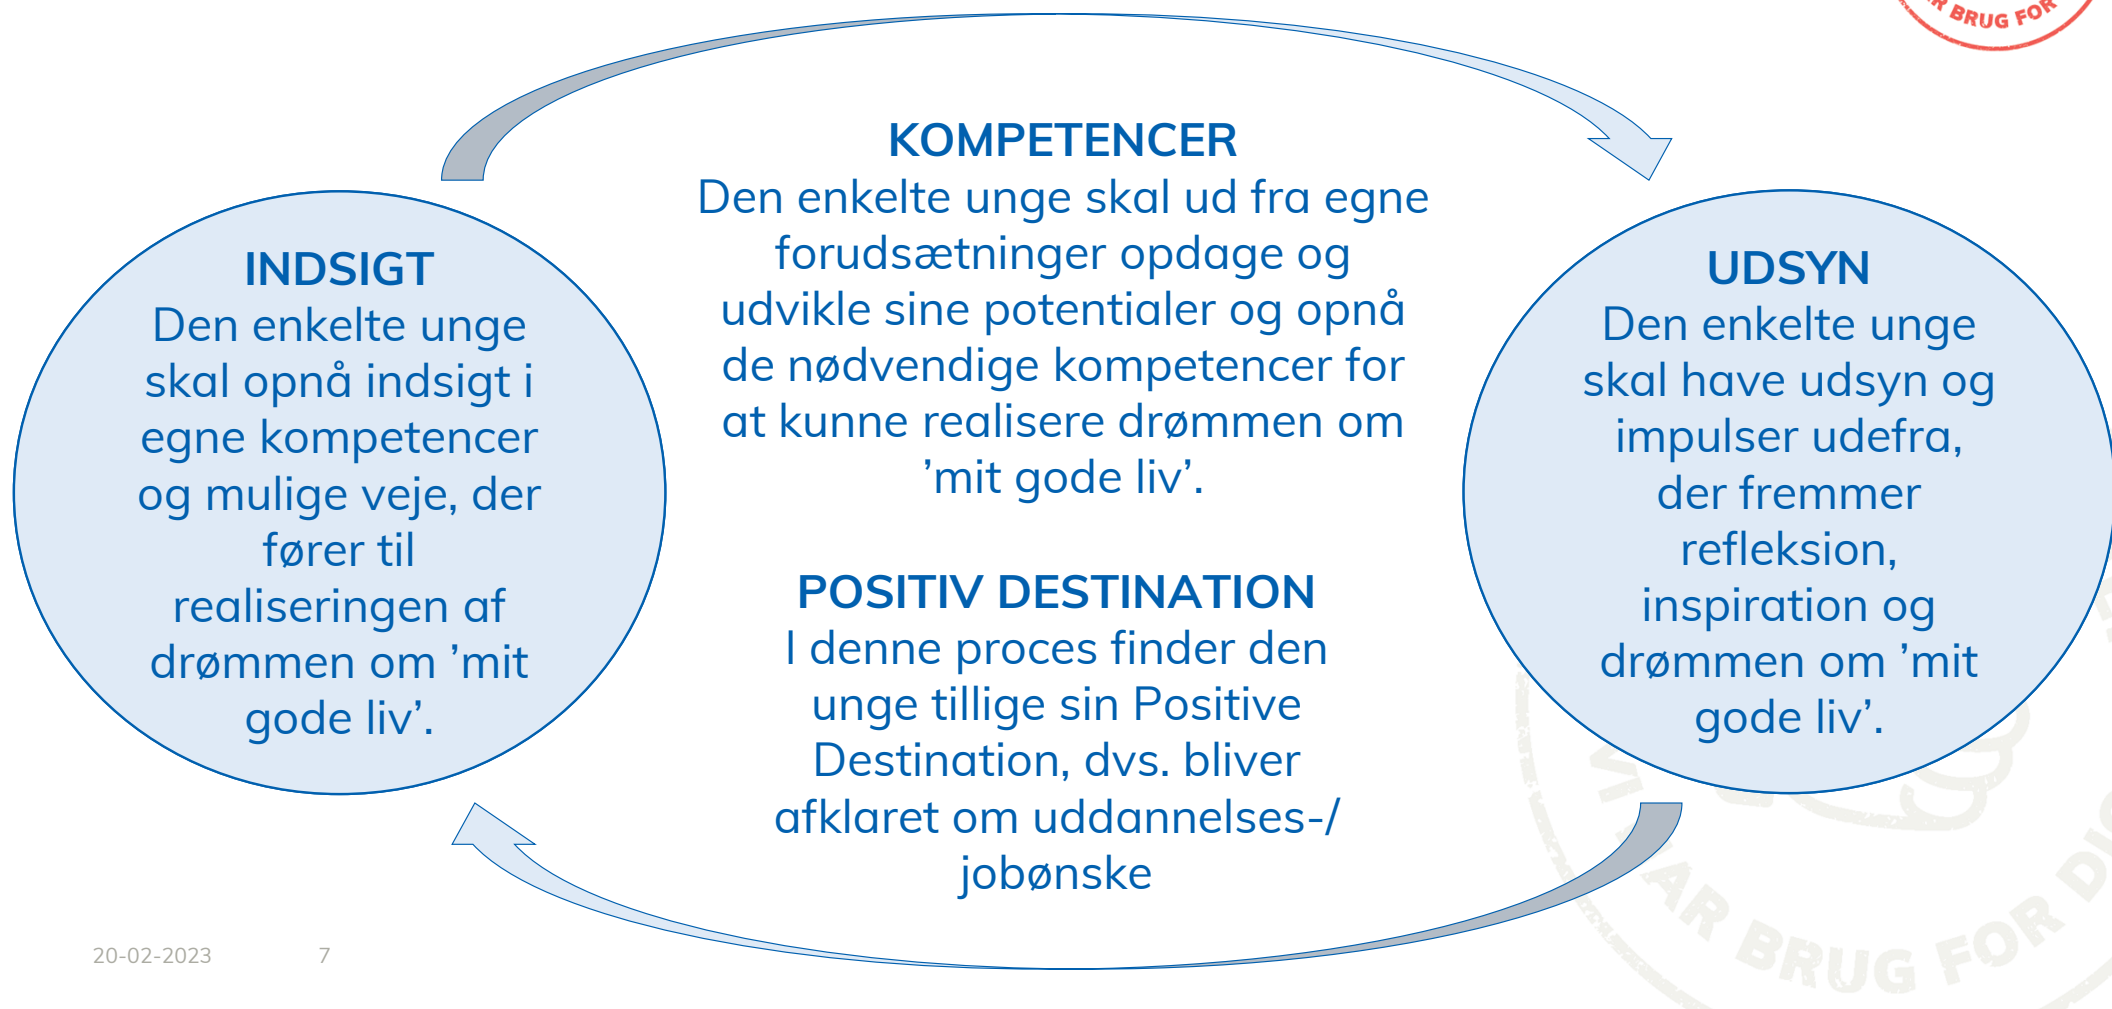 AR BRUG FOR
INDSIGT
Den enkelte unge
skal opnå indsigt i
egne kompetencer
og mulige veje, der
fører til
realiseringen af
drømmen om ’mit
gode liv’.
KOMPETENCER
Den enkelte unge skal ud fra egne
forudsætninger opdage og
udvikle sine potentialer og opnå
de nødvendige kompetencer for
at kunne realisere drømmen om
’mit gode liv’.
POSITIV DESTINATION
I denne proces finder den
unge tillige sin Positive
Destination, dvs. bliver
afklaret om uddannelses-/
jobønske
UDSYN
Den enkelte unge
skal have udsyn og
impulser udefra,
der fremmer
refleksion,
inspiration og
drømmen om ’mit
gode liv’.
VI HAR BRUG FOR DIG
20-02-2023 7